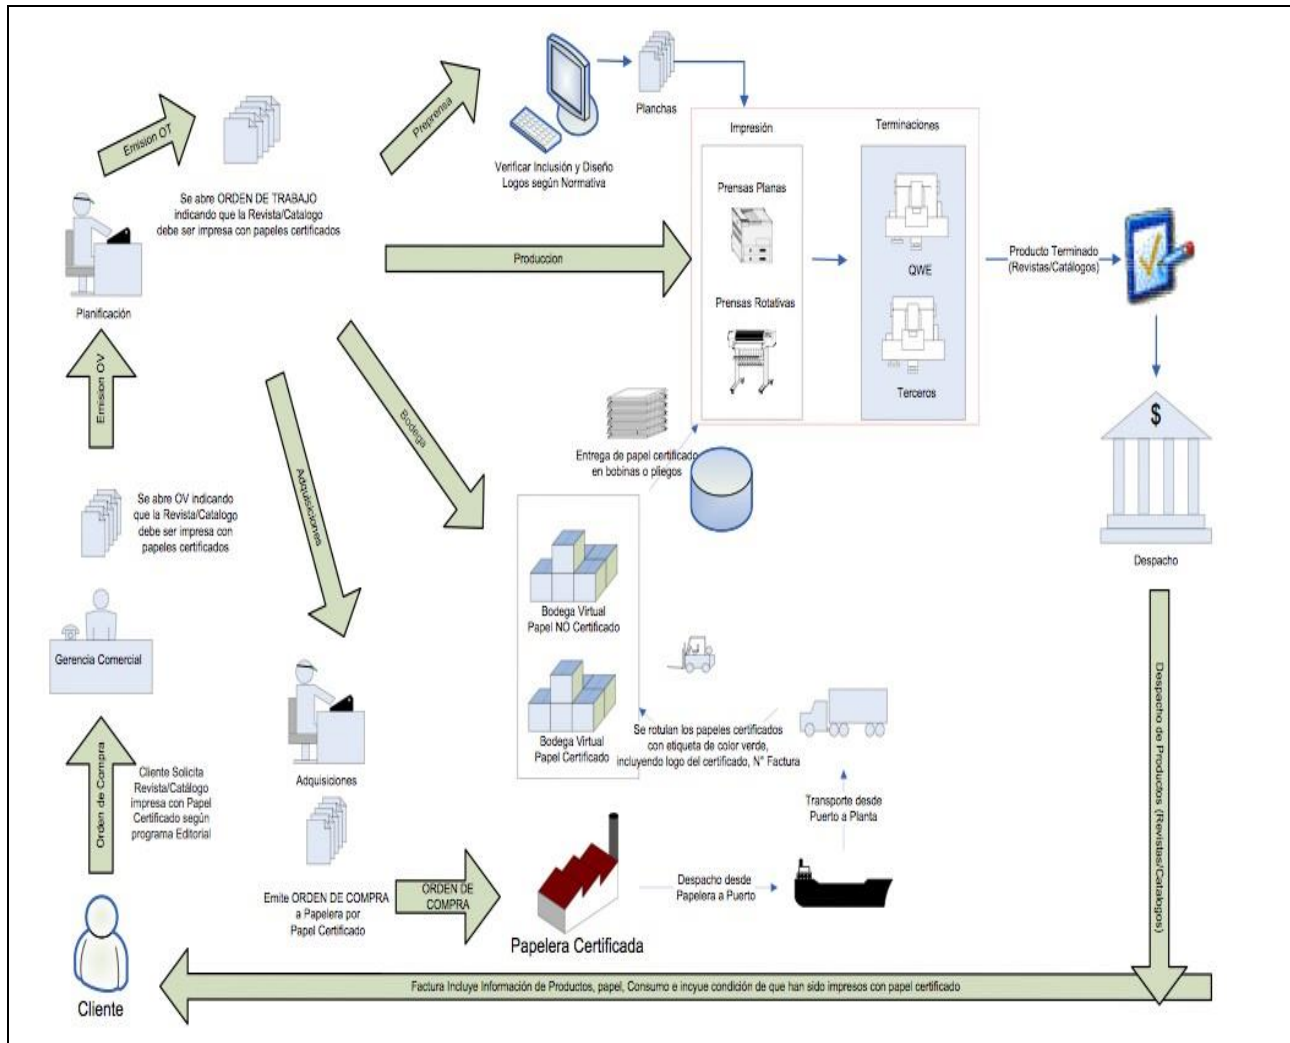 Emision OT
Se abre ORDEN DE TRABAJO
indicando que la Revista/Catalogo
debe ser impresa con papeles certificados
Planificación
Emision OV
Se abre OV indicando
que la Revista/Catalogo
debe ser impresa con
papeles certificados
Gerencia Comercial
Orden de Compra
Cliente Solicita
Revista/Catálogo
impresa con Papel
Certificado según
programa Editorial
Cliente
Preprensa
Verificar Inclusión y Diseño
Logos según Normativa
Planchas
Produccion
Bodega
Adquisiciones
Impresión
Prensas Planas
Prensas Rotativas
Terminaciones
QWE
Terceros
Producto Terminado
(Revistas/Catálogos)
$
Despacho
Entrega de papel certificado
en bobinas o pliegos
Bodega Virtual
Papel NO Certificado
Bodega Virtual
Papel Certificado
Se rotulan los papeles certificados
con etiqueta de color verde,
incluyendo logo del certificado, N° Factura
Adquisiciones
Emite ORDEN DE COMPRA
a Papelera por
Papel Certificado
ORDEN DE
COMPRA
Papelera Certificada
Despacho desde
Papelera a Puerto
Transporte desde
Puerto a Planta
Despacho de Productos (Revistas/Catalogos)
Factura Incluye Información de Productos, papel, Consumo e incyue condición de que han sido impresos con papel certificado